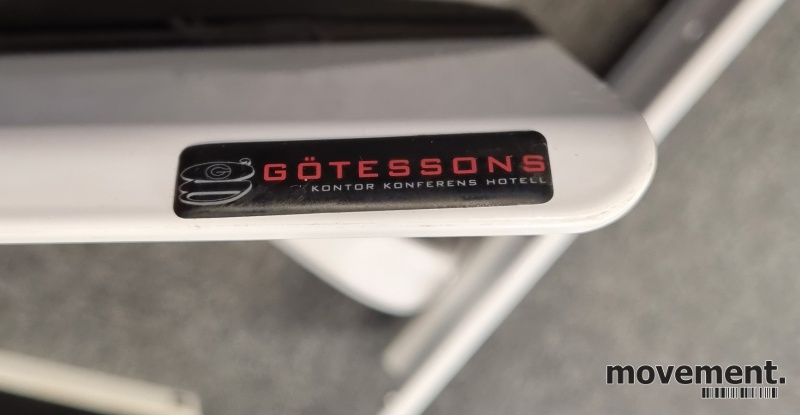 GÖTESSONS
KONTOR KONFERENS HOTELL
movement.